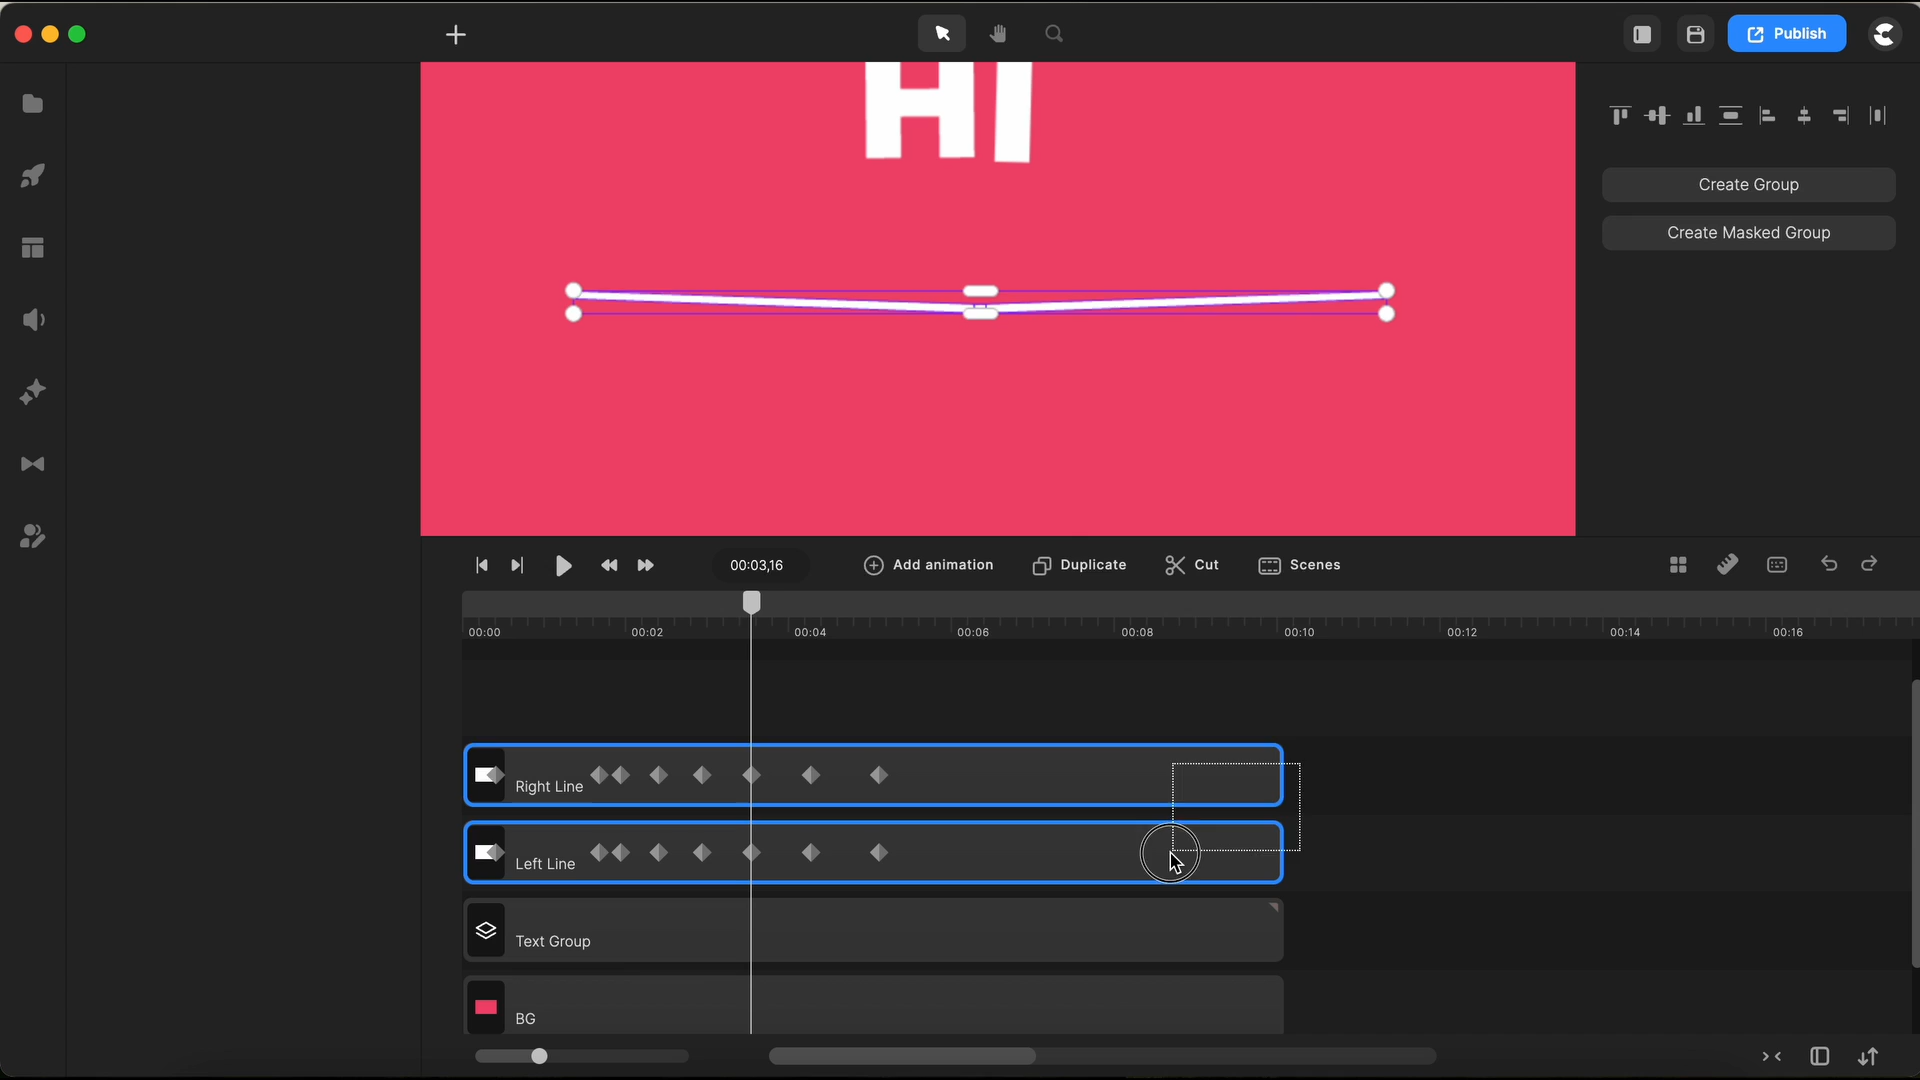 Publish
HI
Create Group
Create Masked Group
00:03,16
Add animation
Duplicate
Cut
Scenes
00:00
00:02
00:04
00:06
00:08
00:10
00:12
00:14
00:16
Right Line
Left Line
Text Group
BG